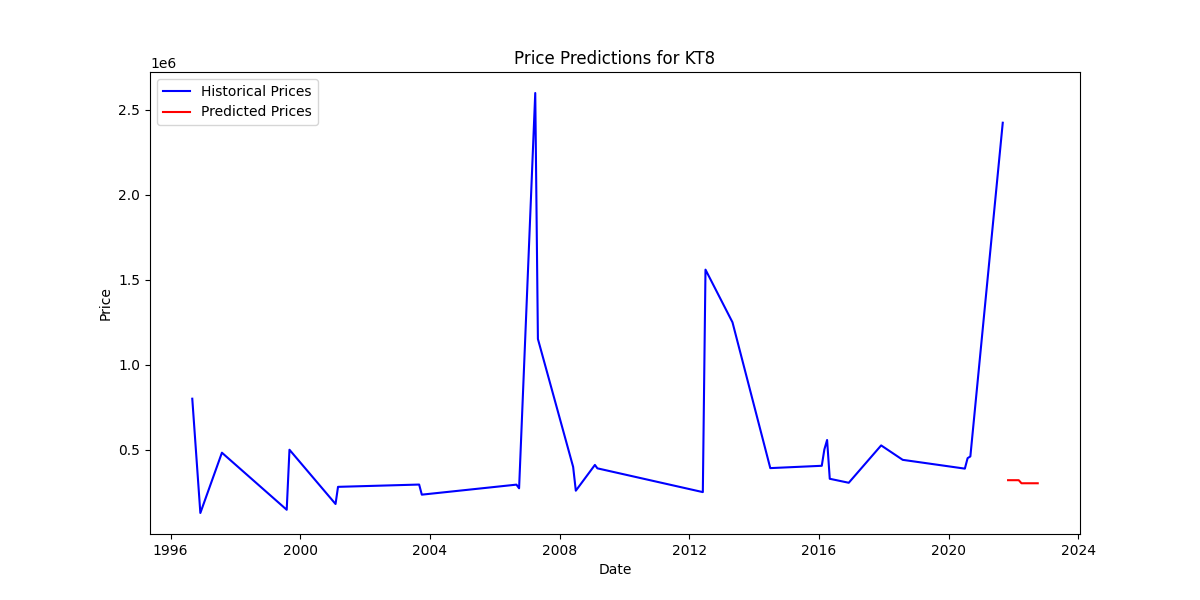 Price Predictions for KT8
1e6
Historical Prices
Predicted Prices
2.5
2.0
1.5
1.0
0.5
Price
1996 2000 2004 2008 2012 2016 2020 2024
Date